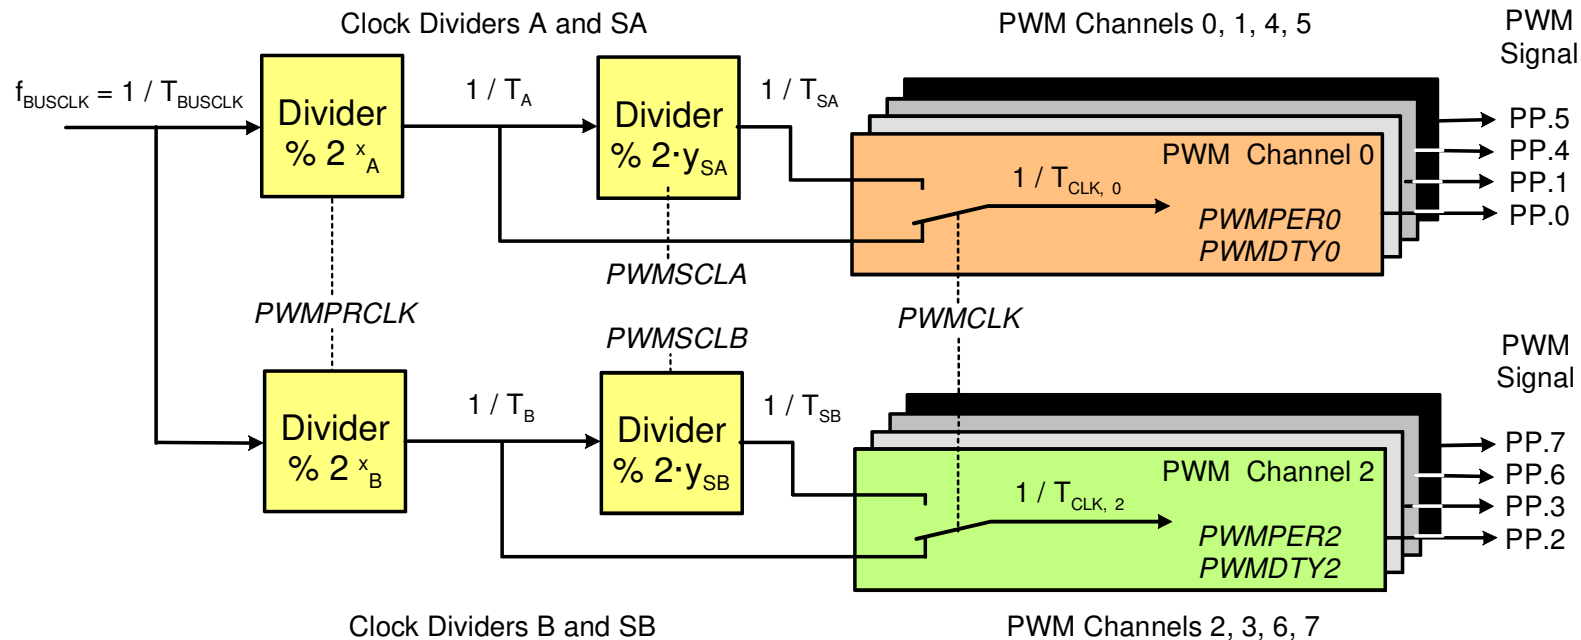 Clock Dividers A and SA
PWM Channels 0, 1, 4, 5
PWM
Signal
f_BUSCLK = 1 / T_BUSCLK
1 / T_A
1 / T_SA
Divider
% 2 ^x_A
Divider
% 2·y_SA
PWM Channel 0
1 / T_CLK, 0
PWMPER0
PWMDTY0
PP.5
PP.4
PP.1
PP.0
PWMPRCLK
PWMSCLA
PWMSCLB
PWMCLK
PWM
Signal
1 / T_B
1 / T_SB
Divider
% 2 ^x_B
Divider
% 2·y_SB
PWM Channel 2
1 / T_CLK, 2
PWMPER2
PWMDTY2
PP.7
PP.6
PP.3
PP.2
Clock Dividers B and SB
PWM Channels 2, 3, 6, 7